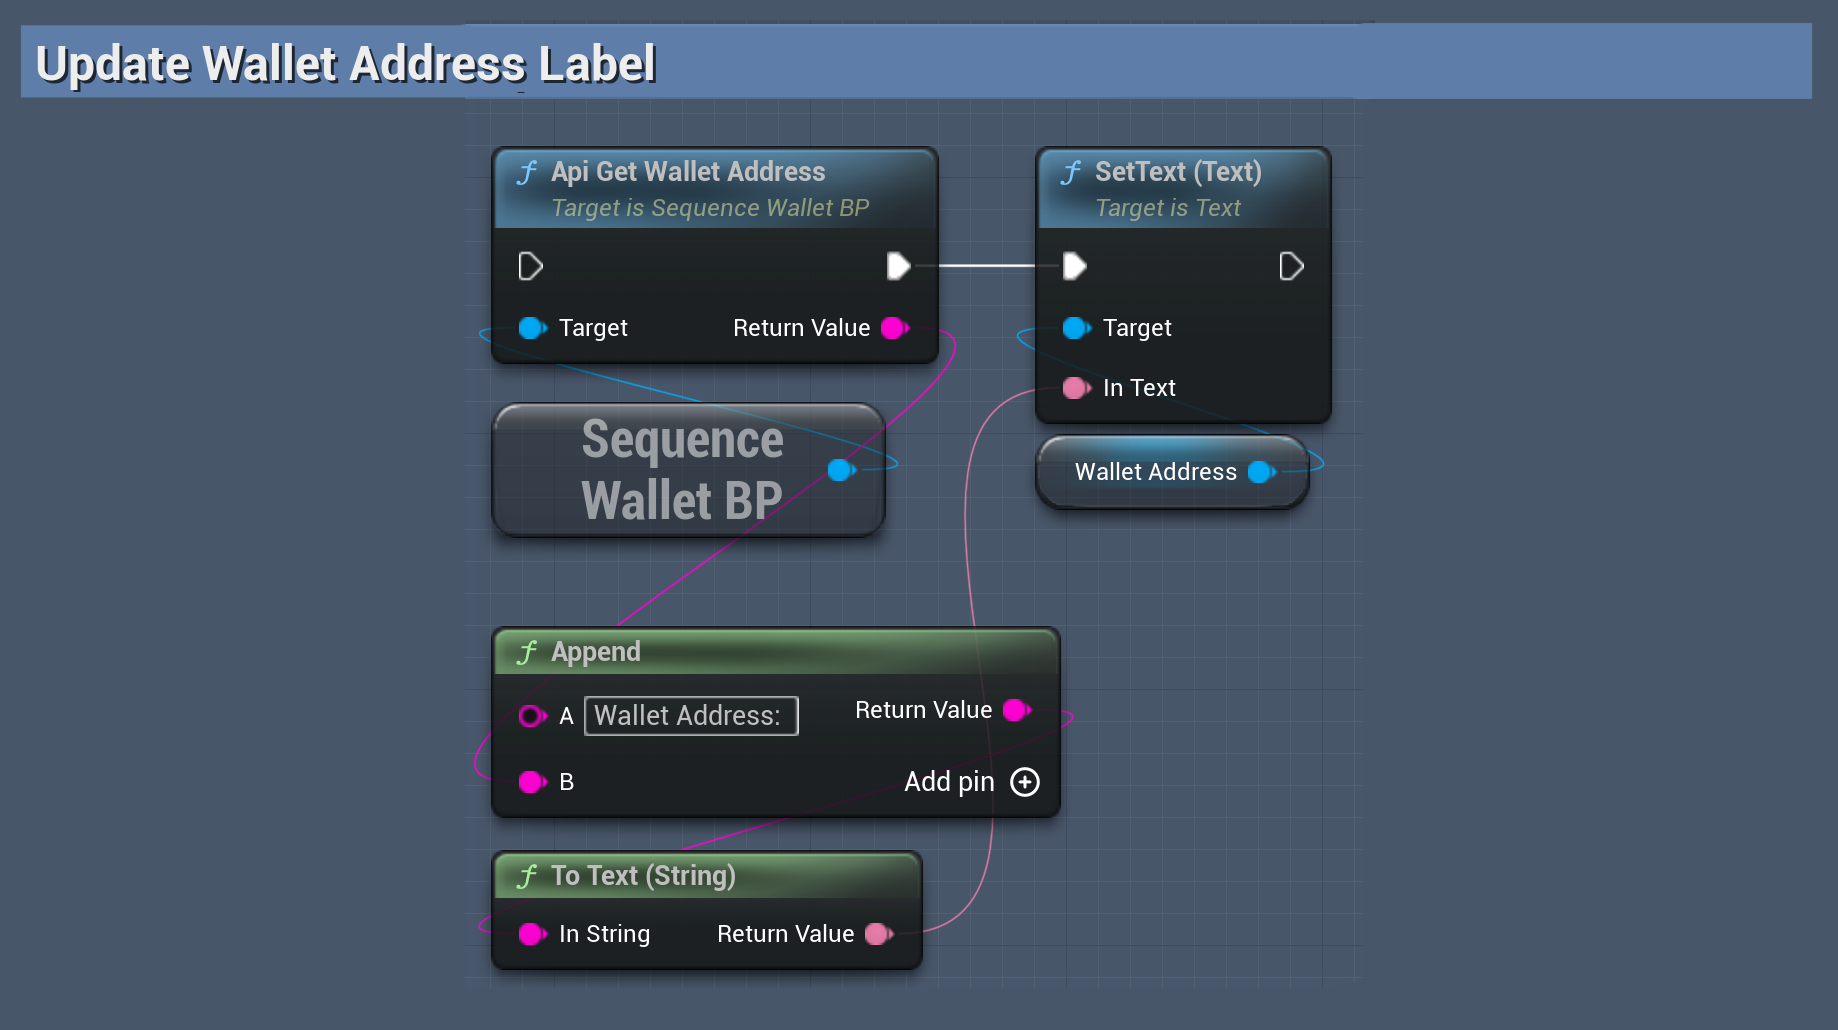 Update Wallet Address Label
f Api Get Wallet Address
Target is Sequence Wallet BP
Target
Return Value
f SetText (Text)
Target is Text
Target
In Text
Sequence
Wallet BP
Wallet Address
f Append
A Wallet Address:
Return Value
B
Add pin
f To Text (String)
In String
Return Value